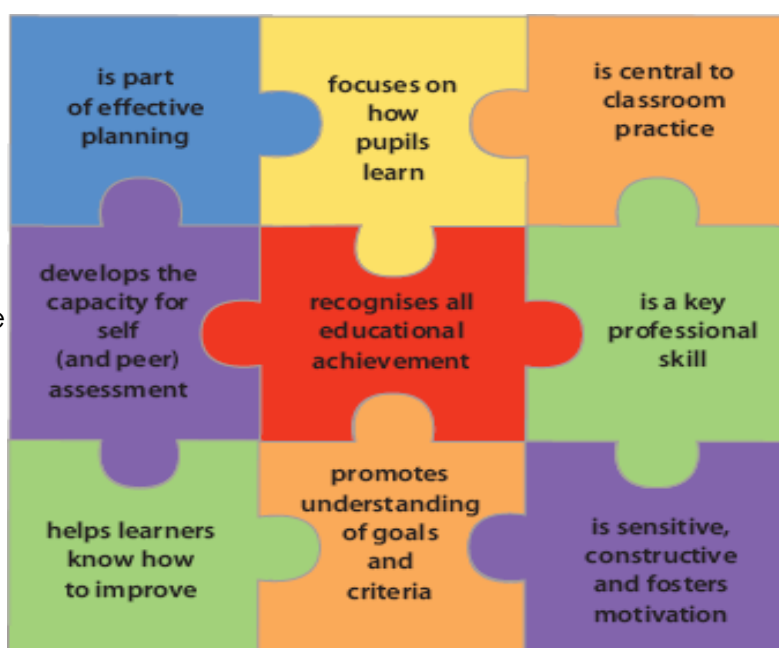 is part
of effective
planning
focuses on
how
pupils
learn
is central to
classroom
practice
develops the
capacity for
self
(and peer)
assessment
recognises all
educational
achievement
is a key
professional
skill
helps learners
know how
to improve
promotes
understanding
of goals
and
criteria
is sensitive,
constructive
and fosters
motivation